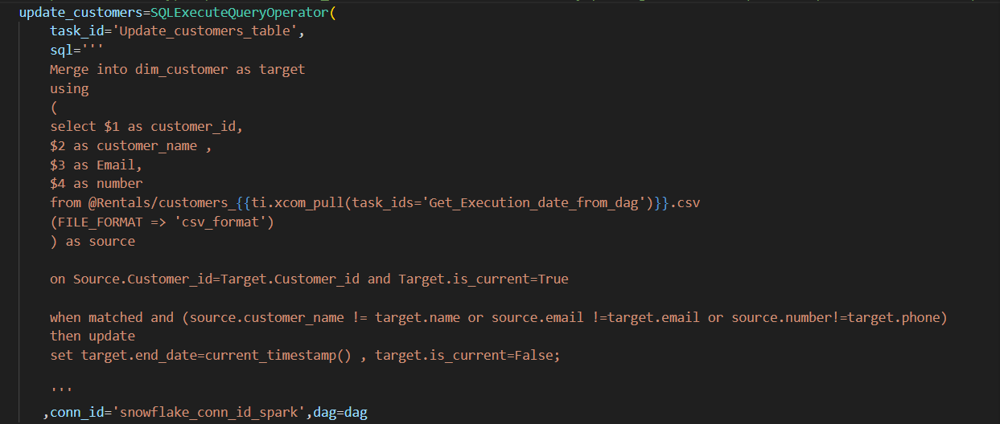 update_customers=SQLExecuteQueryOperator(
task_id='Update_customers_table',
sql='''
Merge into dim_customer as target
using
(
select $1 as customer_id,
$2 as customer_name ,
$3 as Email,
$4 as number
from @Rentals/customers_{{ti.xcom_pull(task_ids='Get_Execution_date_from_dag')}}.csv
(FILE_FORMAT => 'csv_format')
) as source
on Source.Customer_id=Target.Customer_id and Target.is_current=True
when matched and (source.customer_name != target.name or source.email !=target.email or source.number!=target.phone)
then update
set target.end_date=current_timestamp() , target.is_current=False;
'''
,conn_id='snowflake_conn_id_spark',dag=dag